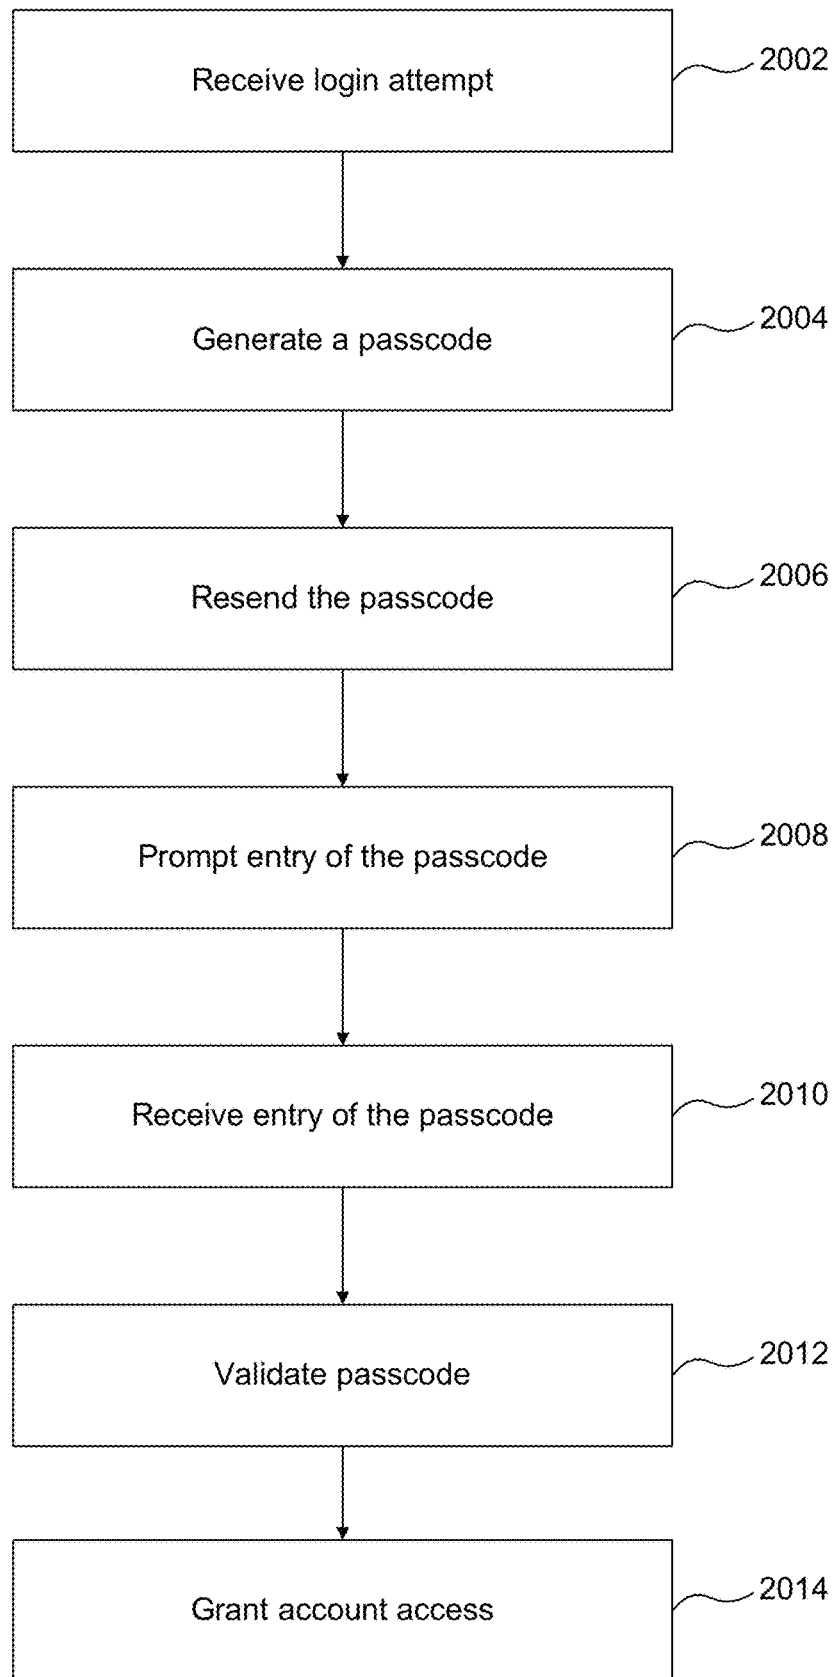 Receive login attempt
2002
Generate a passcode
2004
Resend the passcode
2006
Prompt entry of the passcode
2008
Receive entry of the passcode
2010
Validate passcode
2012
Grant account access
2014